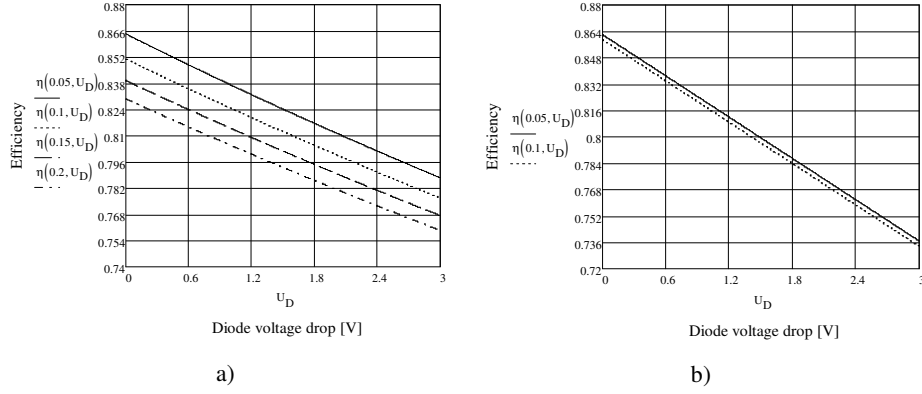 0.88
0.866
0.852
0.838
0.824
0.81
0.796
0.782
0.768
0.754
0.74
Efficiency
η(0.05, U_D)
η(0.1, U_D)
η(0.15, U_D)
η(0.2, U_D)
0 0.6 1.2 1.8 2.4 3
U_D
Diode voltage drop [V]
a)
0.88
0.864
0.848
0.832
0.816
0.8
0.784
0.768
0.752
0.736
0.72
Efficiency
η(0.05, U_D)
η(0.1, U_D)
0 0.6 1.2 1.8 2.4 3
U_D
Diode voltage drop [V]
b)